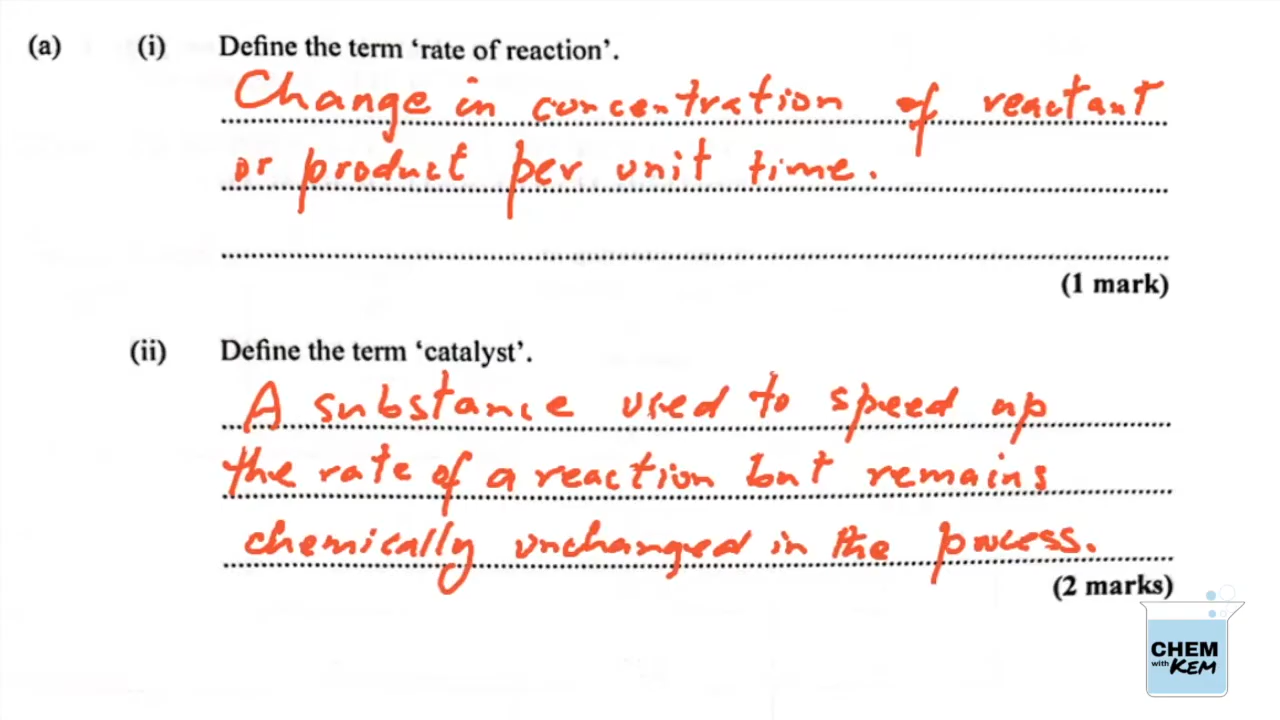 (a) (i) Define the term ‘rate of reaction’.
Change in concentration of reactant
or product per unit time.
(1 mark)
(ii) Define the term ‘catalyst’.
A substance used to speed up
the rate of a reaction but remains
chemically unchanged in the process.
(2 marks)
CHEM
with KEM